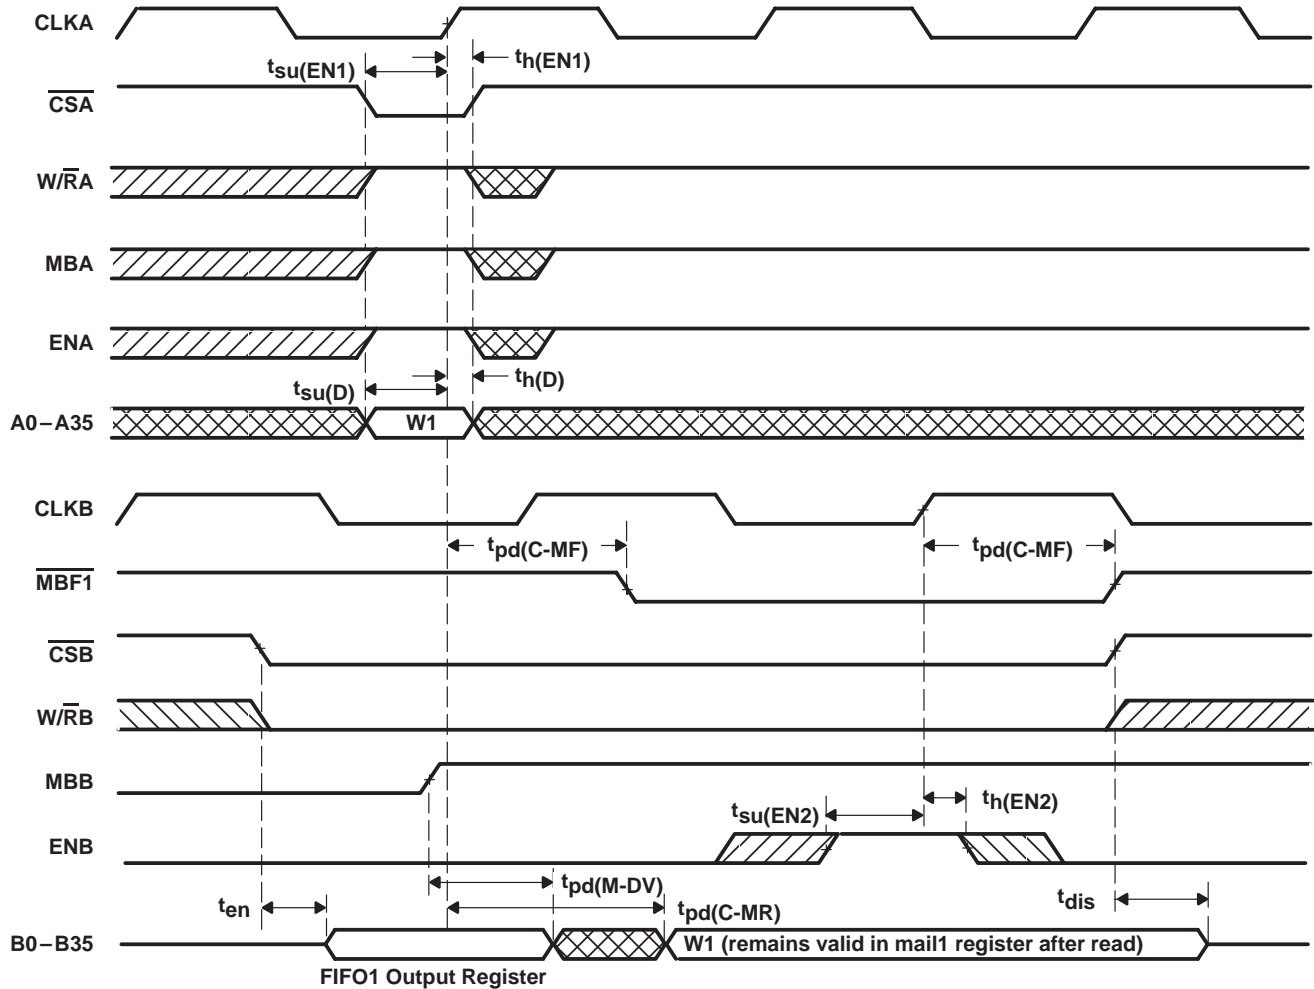 CLKA
tsu(EN1)
th(EN1)
CSA
W/RA
MBA
ENA
tsu(D)
th(D)
A0–A35
W1
CLKB
tpd(C-MF)
tpd(C-MF)
MBF1
CSB
W/RB
MBB
tsu(EN2)
th(EN2)
ENB
tpd(M-DV)
ten
tpd(C-MR)
tdis
B0–B35
W1 (remains valid in mail1 register after read)
FIFO1 Output Register